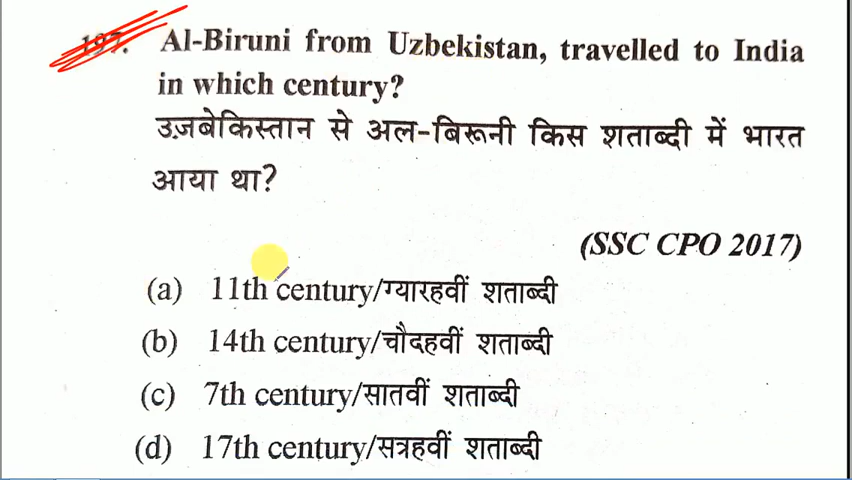 197. Al-Biruni from Uzbekistan, travelled to India
in which century?
उज़बेकिस्तान से अल-बिरूनी किस शताब्दी में भारत
आया था?
(SSC CPO 2017)
(a) 11th century/ग्यारहवीं शताब्दी
(b) 14th century/चौदहवीं शताब्दी
(c) 7th century/सातवीं शताब्दी
(d) 17th century/सत्रहवीं शताब्दी